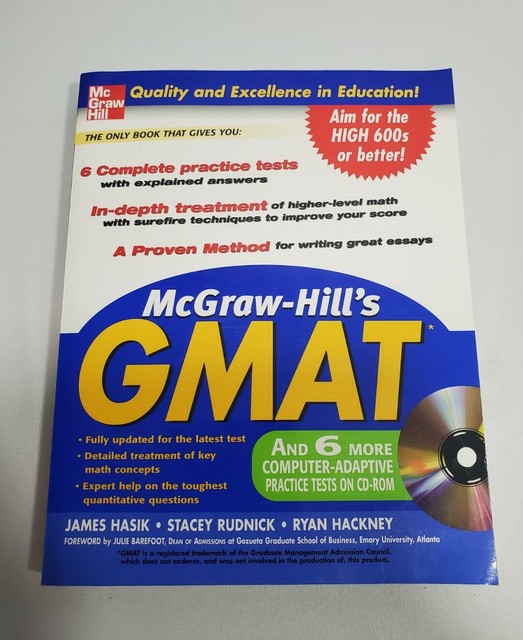 Mc
Graw
Hill
Quality and Excellence in Education!
THE ONLY BOOK THAT GIVES YOU:
Aim for the
HIGH 600s
or better!
6 Complete practice tests
with explained answers
In-depth treatment of higher-level math
with surefire techniques to improve your score
A Proven Method for writing great essays
McGraw-Hill's
GMAT*
• Fully updated for the latest test
• Detailed treatment of key
math concepts
• Expert help on the toughest
quantitative questions
AND 6 MORE
COMPUTER-ADAPTIVE
PRACTICE TESTS ON CD-ROM
JAMES HASIK • STACEY RUDNICK • RYAN HACKNEY
FOREWORD by JULIE BAREFOOT, DEAN OF ADMISSIONS at Gazueta Graduate School of Business, Emory University, Atlanta
*GMAT is a registered trademark of the Graduate Management Admission Council,
which does not endorse, and was not involved in the production of, this product.